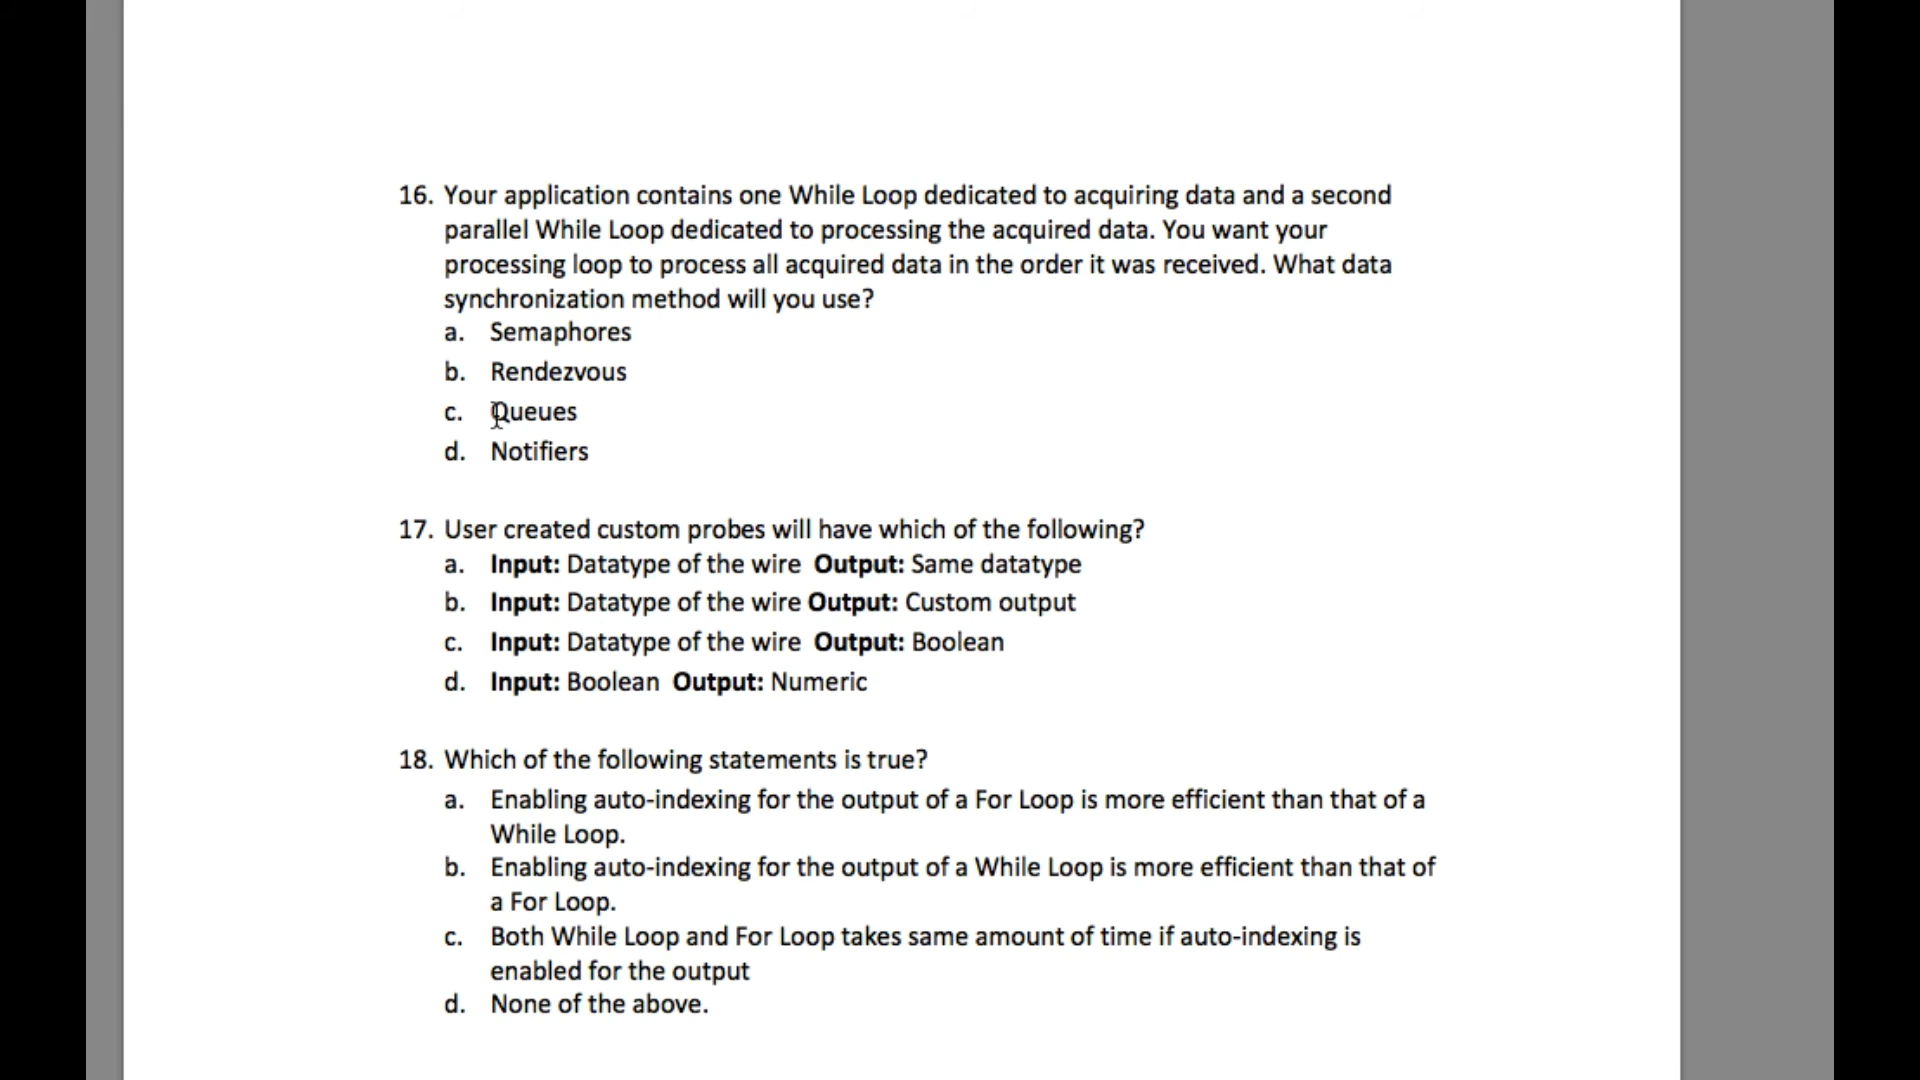 16. Your application contains one While Loop dedicated to acquiring data and a second
parallel While Loop dedicated to processing the acquired data. You want your
processing loop to process all acquired data in the order it was received. What data
synchronization method will you use?
a. Semaphores
b. Rendezvous
c. Queues
d. Notifiers
17. User created custom probes will have which of the following?
a. Input: Datatype of the wire Output: Same datatype
b. Input: Datatype of the wire Output: Custom output
c. Input: Datatype of the wire Output: Boolean
d. Input: Boolean Output: Numeric
18. Which of the following statements is true?
a. Enabling auto-indexing for the output of a For Loop is more efficient than that of a
While Loop.
b. Enabling auto-indexing for the output of a While Loop is more efficient than that of
a For Loop.
c. Both While Loop and For Loop takes same amount of time if auto-indexing is
enabled for the output
d. None of the above.